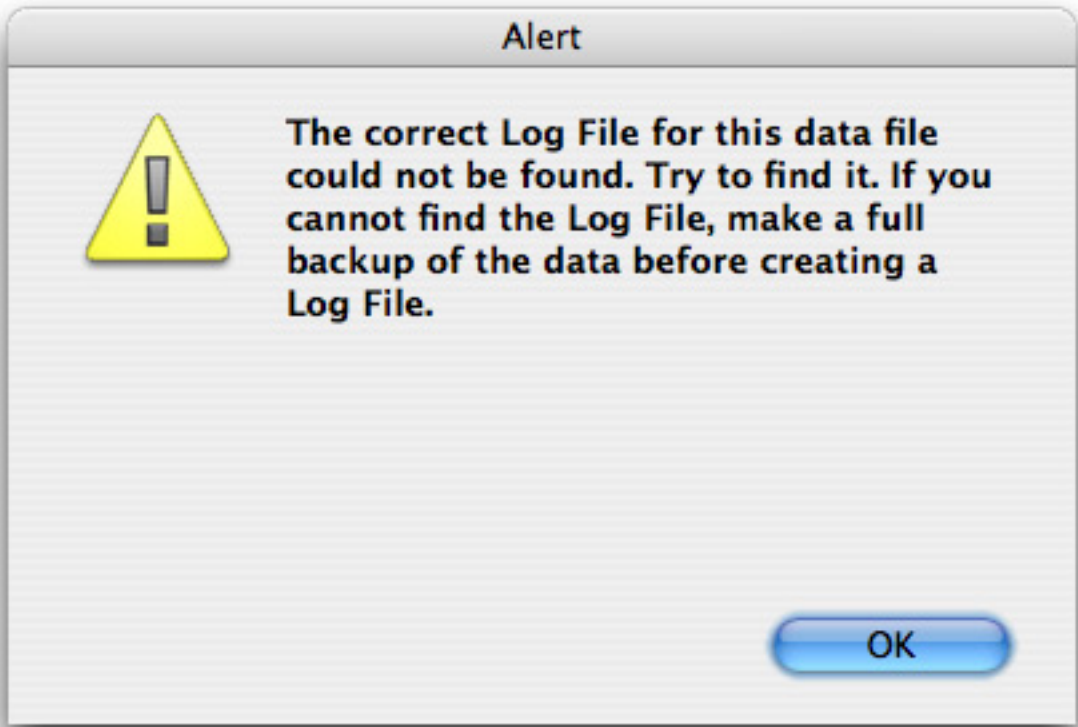 Alert
The correct Log File for this data file
could not be found. Try to find it. If you
cannot find the Log File, make a full
backup of the data before creating a
Log File.
OK